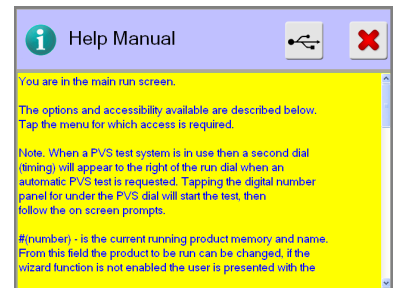 Help Manual
You are in the main run screen.
The options and accessibility available are described below.
Tap the menu for which access is required.
Note. When a PVS test system is in use then a second dial
(timing) will appear to the right of the run dial when an
automatic PVS test is requested. Tapping the digital number
panel for under the PVS dial will start the test, then
follow the on screen prompts.
#(number) - is the current running product memory and name.
From this field the product to be run can be changed, if the
wizard function is not enabled the user is presented with the